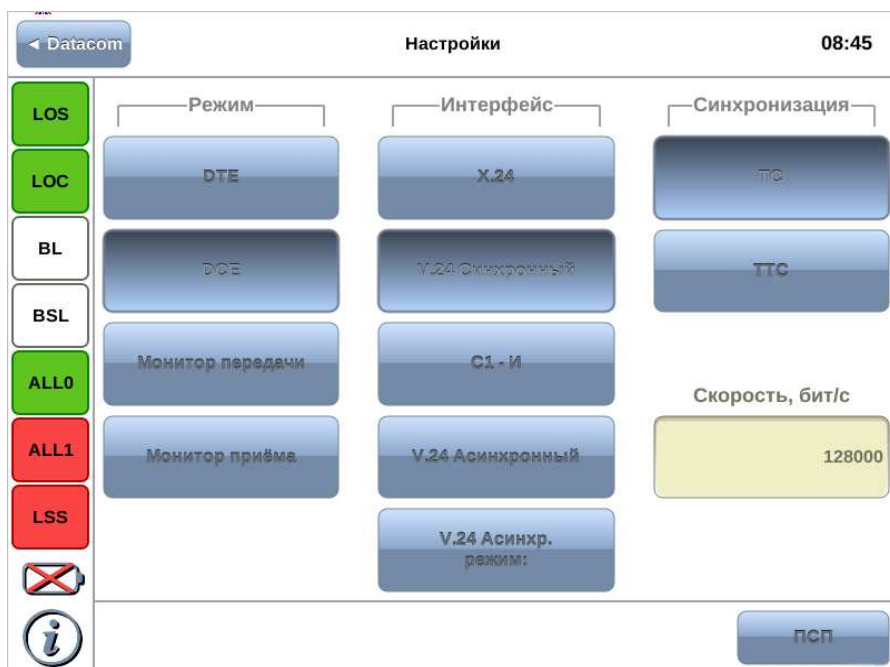 ◄ Datacom
Настройки
08:45
LOS
LOC
BL
BSL
ALL0
ALL1
LSS
Режим
DTE
DCE
Монитор передачи
Монитор приёма
Интерфейс
X.24
V.24 Синхронный
С1 - И
V.24 Асинхронный
V.24 Асинхр.
режим:
Синхронизация
TC
TTC
Скорость, бит/с
128000
i
ПСП